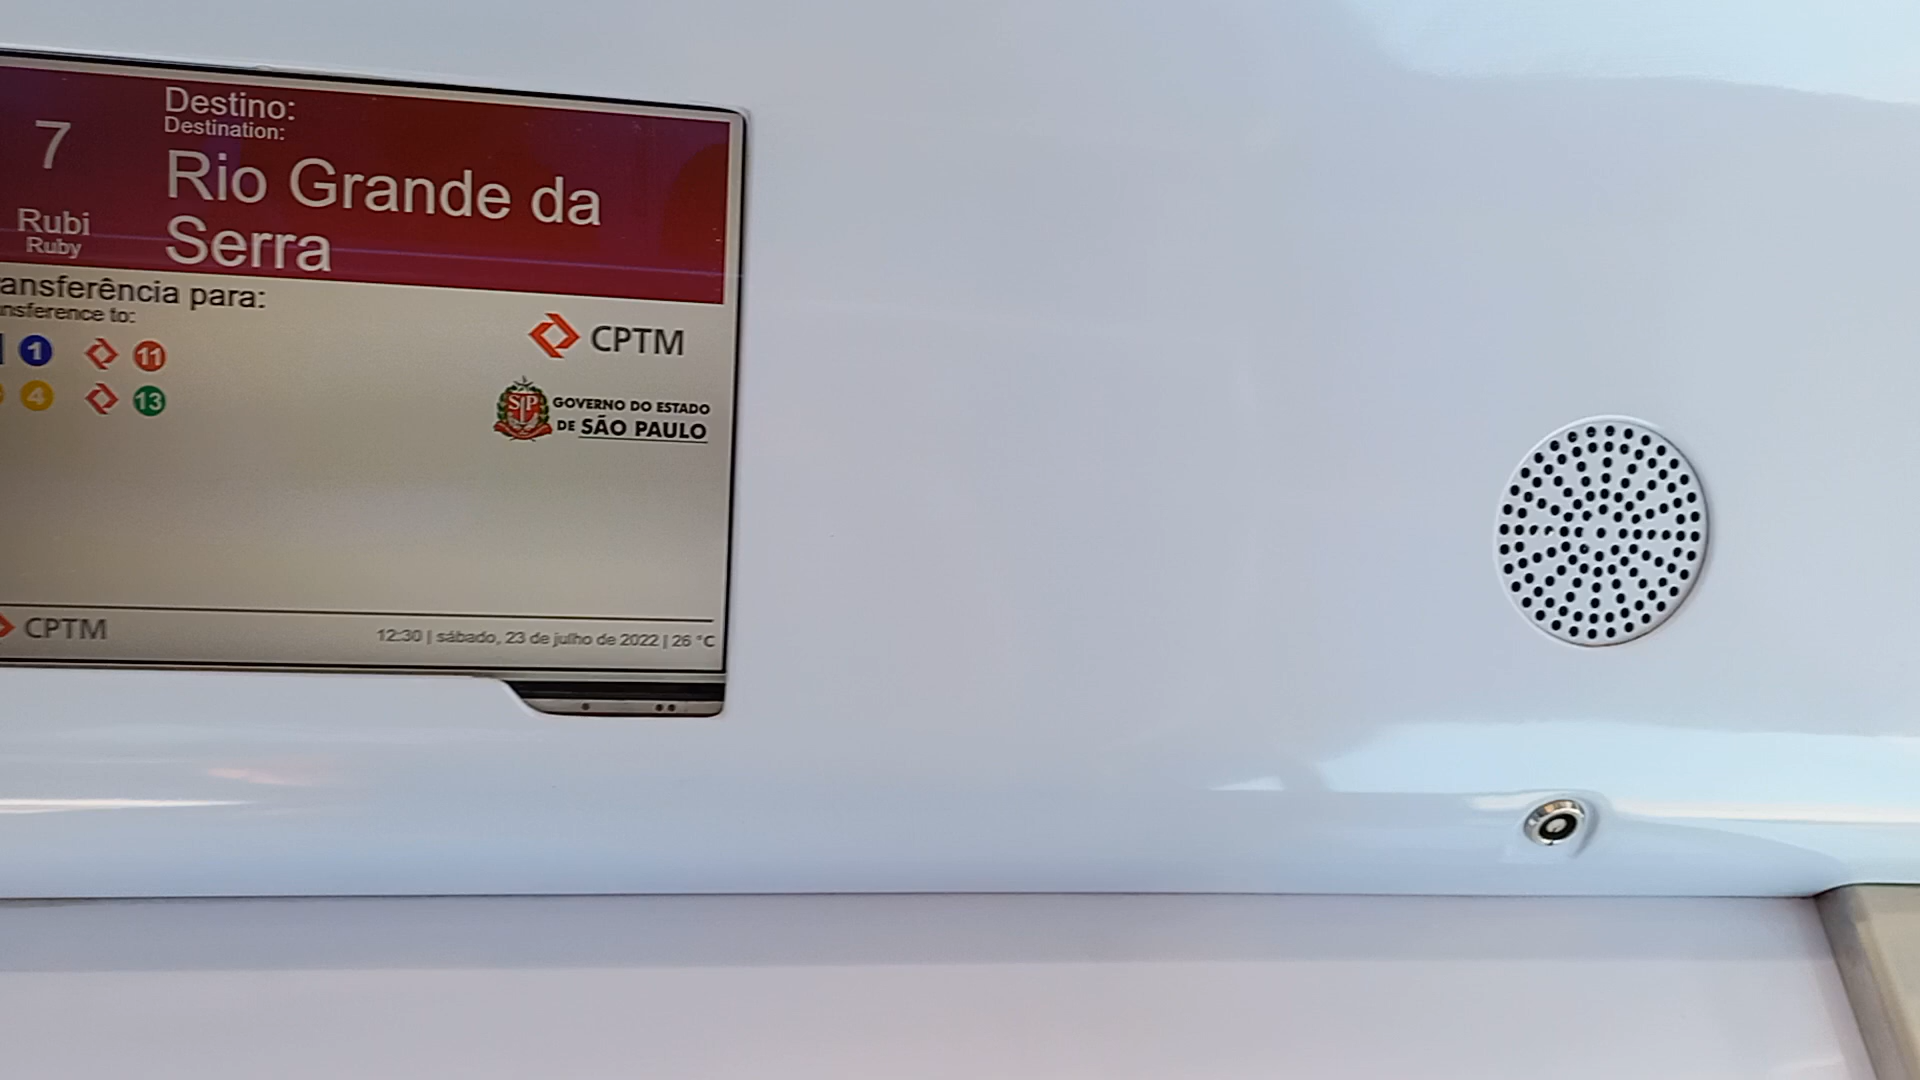 7
Rubi
Ruby
Destino:
Destination:
Rio Grande da
Serra
ansferência para:
nsference to:
1 11
4 13
CPTM
SP
GOVERNO DO ESTADO
DE SÃO PAULO
CPTM
12:30 | sábado, 23 de julho de 2022 | 26 °C